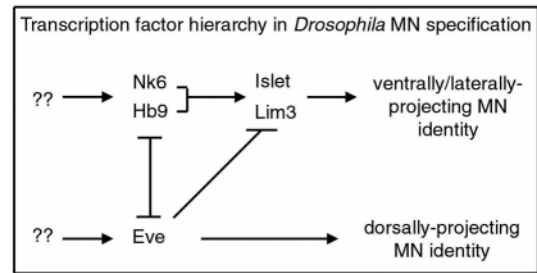 Transcription factor hierarchy in Drosophila MN specification
?? Nk6 Islet ventrally/laterally-
Hb9 Lim3 projecting MN
identity
?? Eve dorsally-projecting
MN identity